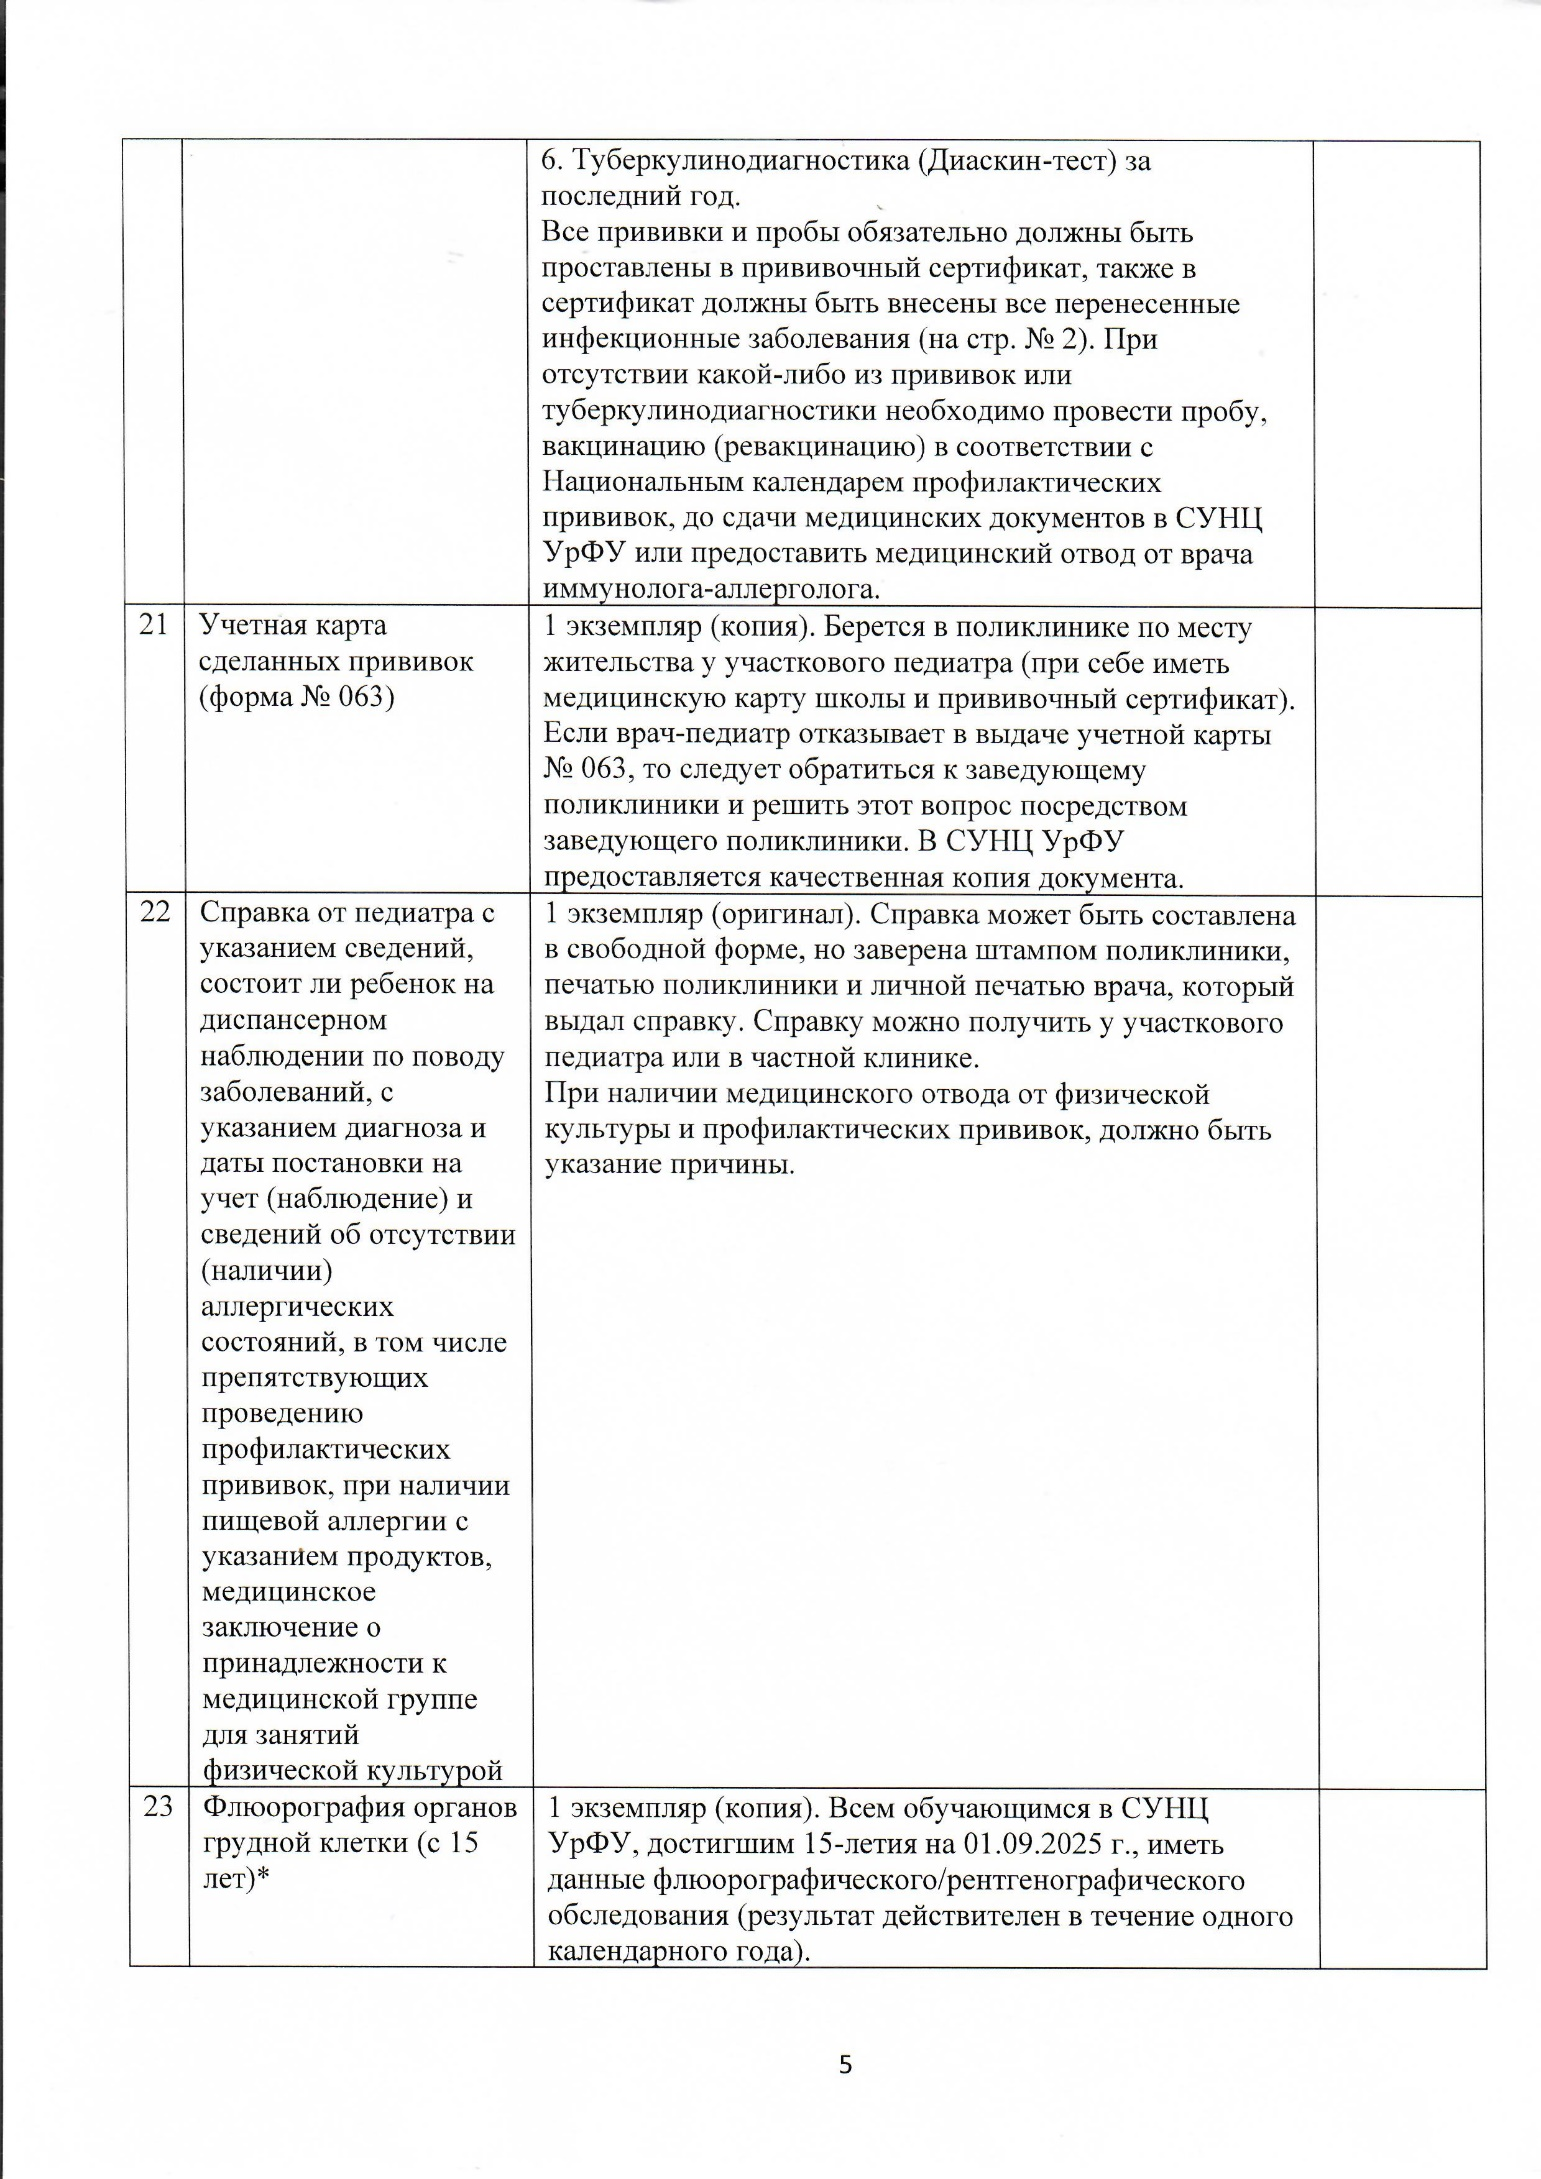 6. Туберкулинодиагностика (Диаскин-тест) за
последний год.
Все прививки и пробы обязательно должны быть
проставлены в прививочный сертификат, также в
сертификат должны быть внесены все перенесенные
инфекционные заболевания (на стр. № 2). При
отсутствии какой-либо из прививок или
туберкулинодиагностики необходимо провести пробу,
вакцинацию (ревакцинацию) в соответствии с
Национальным календарем профилактических
прививок, до сдачи медицинских документов в СУНЦ
УрФУ или предоставить медицинский отвод от врача
иммунолога-аллерголога.
21
Учетная карта
сделанных прививок
(форма № 063)
1 экземпляр (копия). Берется в поликлинике по месту
жительства у участкового педиатра (при себе иметь
медицинскую карту школы и прививочный сертификат).
Если врач-педиатр отказывает в выдаче учетной карты
№ 063, то следует обратиться к заведующему
поликлиники и решить этот вопрос посредством
заведующего поликлиники. В СУНЦ УрФУ
предоставляется качественная копия документа.
22
Справка от педиатра с
указанием сведений,
состоит ли ребенок на
диспансерном
наблюдении по поводу
заболеваний, с
указанием диагноза и
даты постановки на
учет (наблюдение) и
сведений об отсутствии
(наличии)
аллергических
состояний, в том числе
препятствующих
проведению
профилактических
прививок, при наличии
пищевой аллергии с
указанием продуктов,
медицинское
заключение о
принадлежности к
медицинской группе
для занятий
физической культурой
1 экземпляр (оригинал). Справка может быть составлена
в свободной форме, но заверена штампом поликлиники,
печатью поликлиники и личной печатью врача, который
выдал справку. Справку можно получить у участкового
педиатра или в частной клинике.
При наличии медицинского отвода от физической
культуры и профилактических прививок, должно быть
указание причины.
23
Флюорография органов
грудной клетки (с 15
лет)*
1 экземпляр (копия). Всем обучающимся в СУНЦ
УрФУ, достигшим 15-летия на 01.09.2025 г., иметь
данные флюорографического/рентгенографического
обследования (результат действителен в течение одного
календарного года).
5